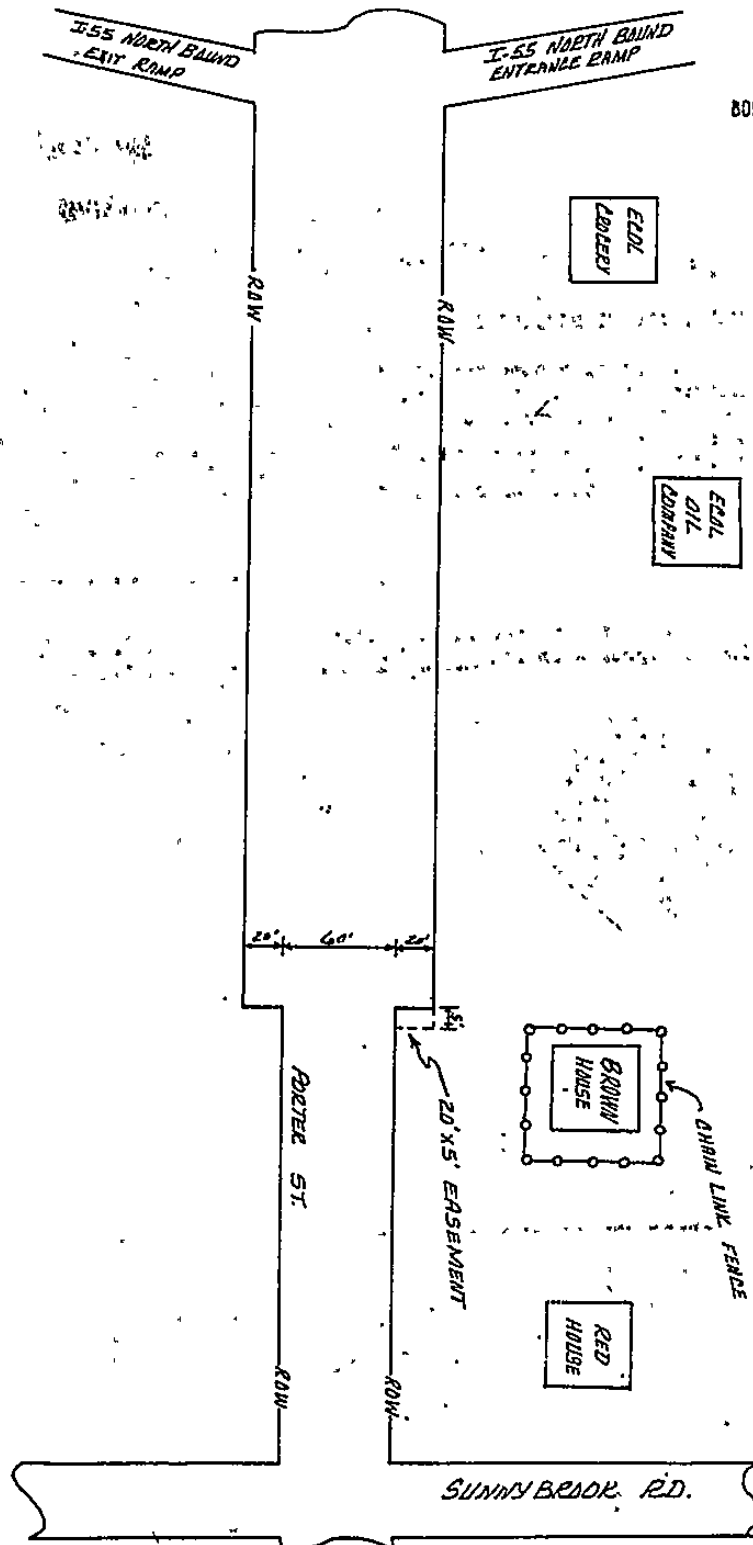 I-55 NORTH BOUND
EXIT RAMP
I-55 NORTH BOUND
ENTRANCE RAMP
ECOL
GROCERY
ROW
ROW
ECOL
OIL
COMPANY
20'
60'
20'
5'
20'X5' EASEMENT
BROWN
HOUSE
CHAIN LINK FENCE
PORTER ST.
RED
HOUSE
ROW
ROW
SUNNYBROOK RD.